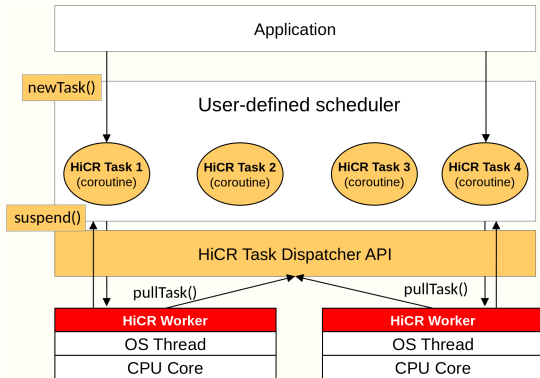 Application
newTask()
User-defined scheduler
HiCR Task 1
(coroutine)
HiCR Task 2
(coroutine)
HiCR Task 3
(coroutine)
HiCR Task 4
(coroutine)
suspend()
HiCR Task Dispatcher API
pullTask()
pullTask()
HiCR Worker
OS Thread
CPU Core
HiCR Worker
OS Thread
CPU Core